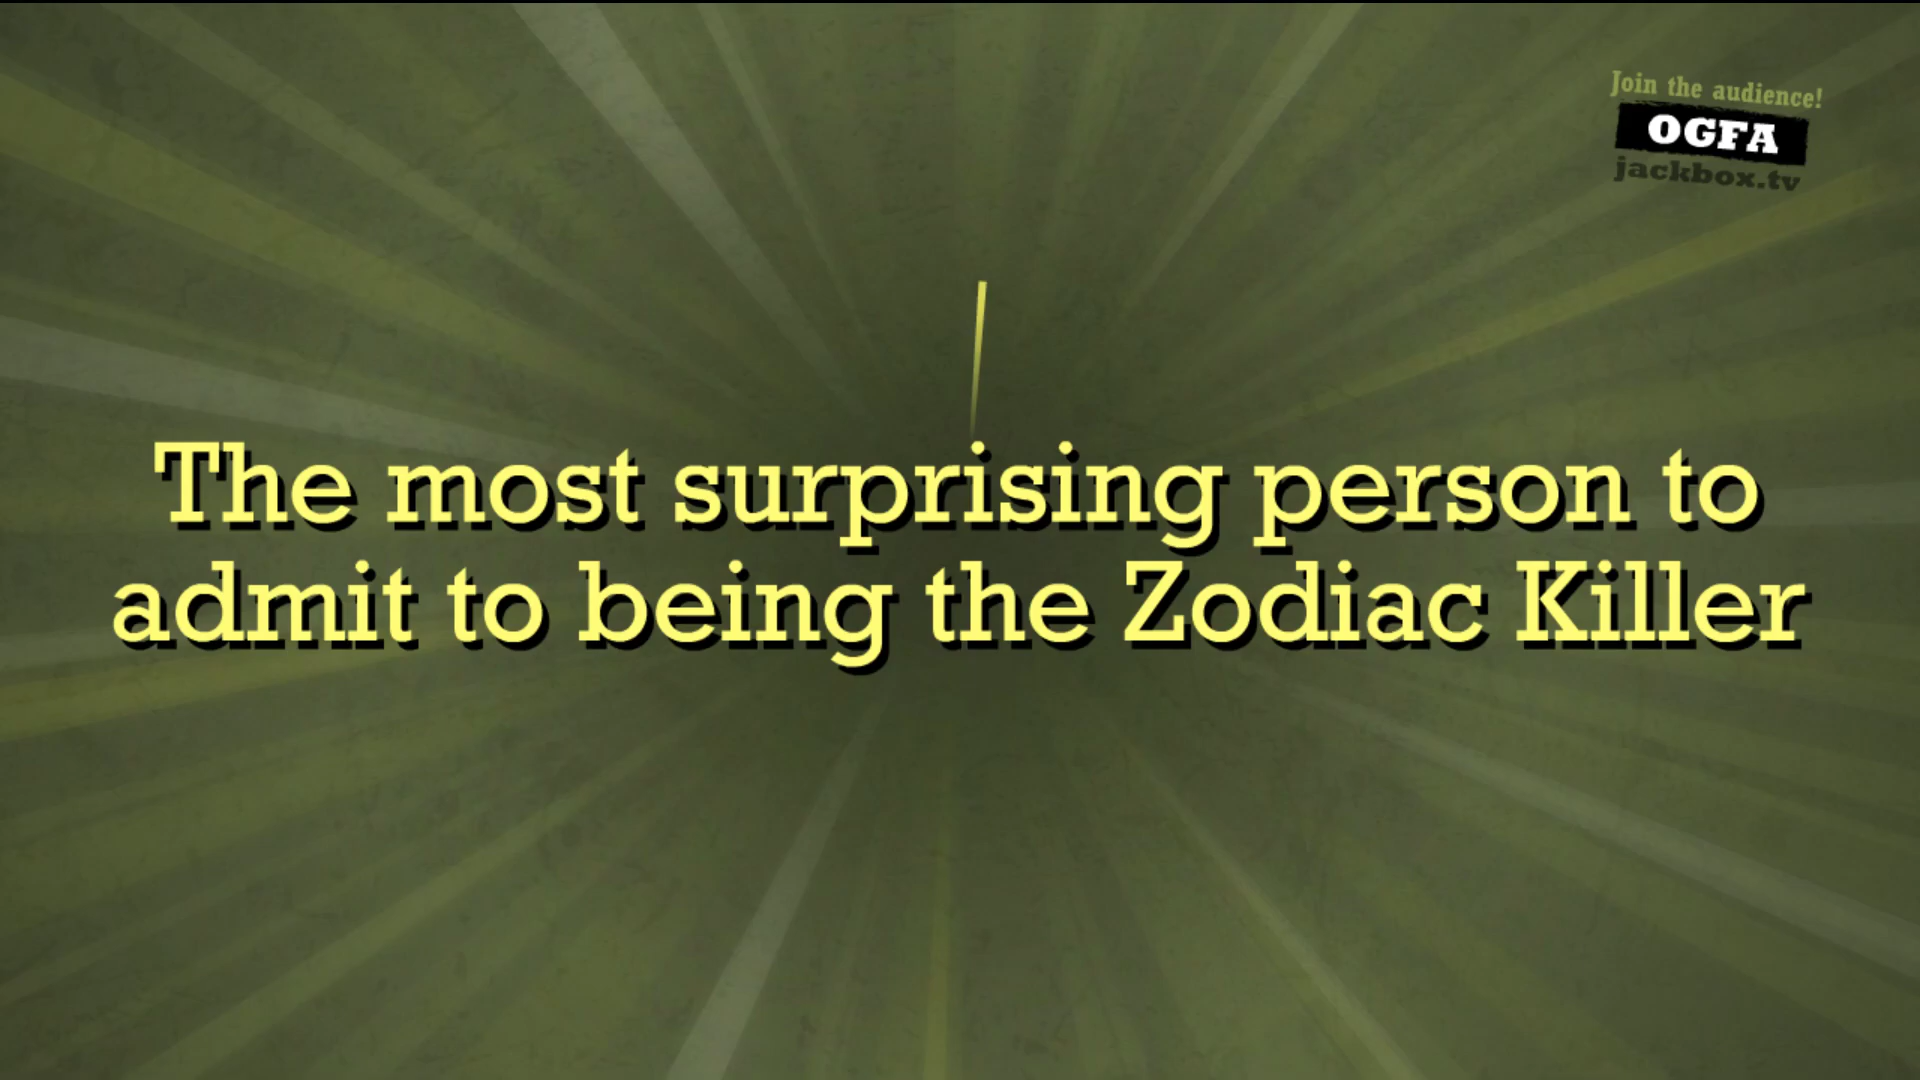 Join the audience!
OGFA
jackbox.tv
The most surprising person to
admit to being the Zodiac Killer